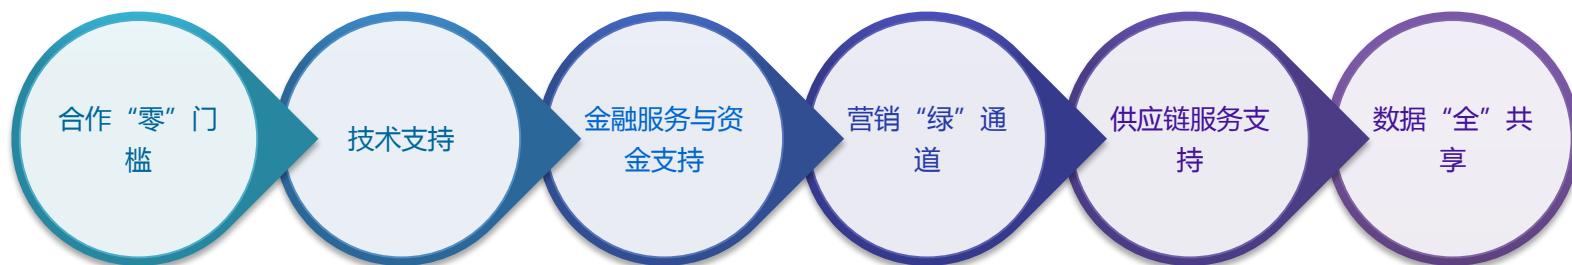 合作“零”门
槛
技术支持
金融服务与资
金支持
营销“绿”通
道
供应链服务支
持
数据“全”共
享